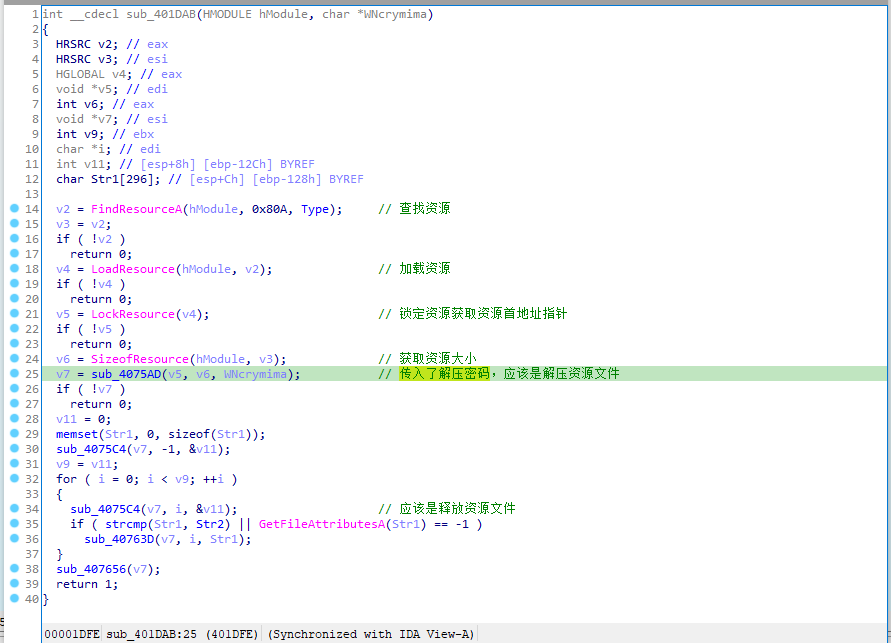 1 int __cdecl sub_401DAB(HMODULE hModule, char *WNcrymima)
2 {
3 HRSRC v2; // eax
4 HRSRC v3; // esi
5 HGLOBAL v4; // eax
6 void *v5; // edi
7 int v6; // eax
8 void *v7; // esi
9 int v9; // ebx
10 char *i; // edi
11 int v11; // [esp+8h] [ebp-12Ch] BYREF
12 char Str1[296]; // [esp+Ch] [ebp-128h] BYREF
13
14 v2 = FindResourceA(hModule, 0x80A, Type); // 查找资源
15 v3 = v2;
16 if ( !v2 )
17 return 0;
18 v4 = LoadResource(hModule, v2); // 加载资源
19 if ( !v4 )
20 return 0;
21 v5 = LockResource(v4); // 锁定资源获取资源首地址指针
22 if ( !v5 )
23 return 0;
24 v6 = SizeofResource(hModule, v3); // 获取资源大小
25 v7 = sub_4075AD(v5, v6, WNcrymima); // 传入了解压密码，应该是解压资源文件
26 if ( !v7 )
27 return 0;
28 v11 = 0;
29 memset(Str1, 0, sizeof(Str1));
30 sub_4075C4(v7, -1, &v11);
31 v9 = v11;
32 for ( i = 0; i < v9; ++i )
33 {
34 sub_4075C4(v7, i, &v11); // 应该是释放资源文件
35 if ( strcmp(Str1, Str2) || GetFileAttributesA(Str1) == -1 )
36 sub_40763D(v7, i, Str1);
37 }
38 sub_407656(v7);
39 return 1;
40 }
00001DFE sub_401DAB:25 (401DFE) (Synchronized with IDA View-A)